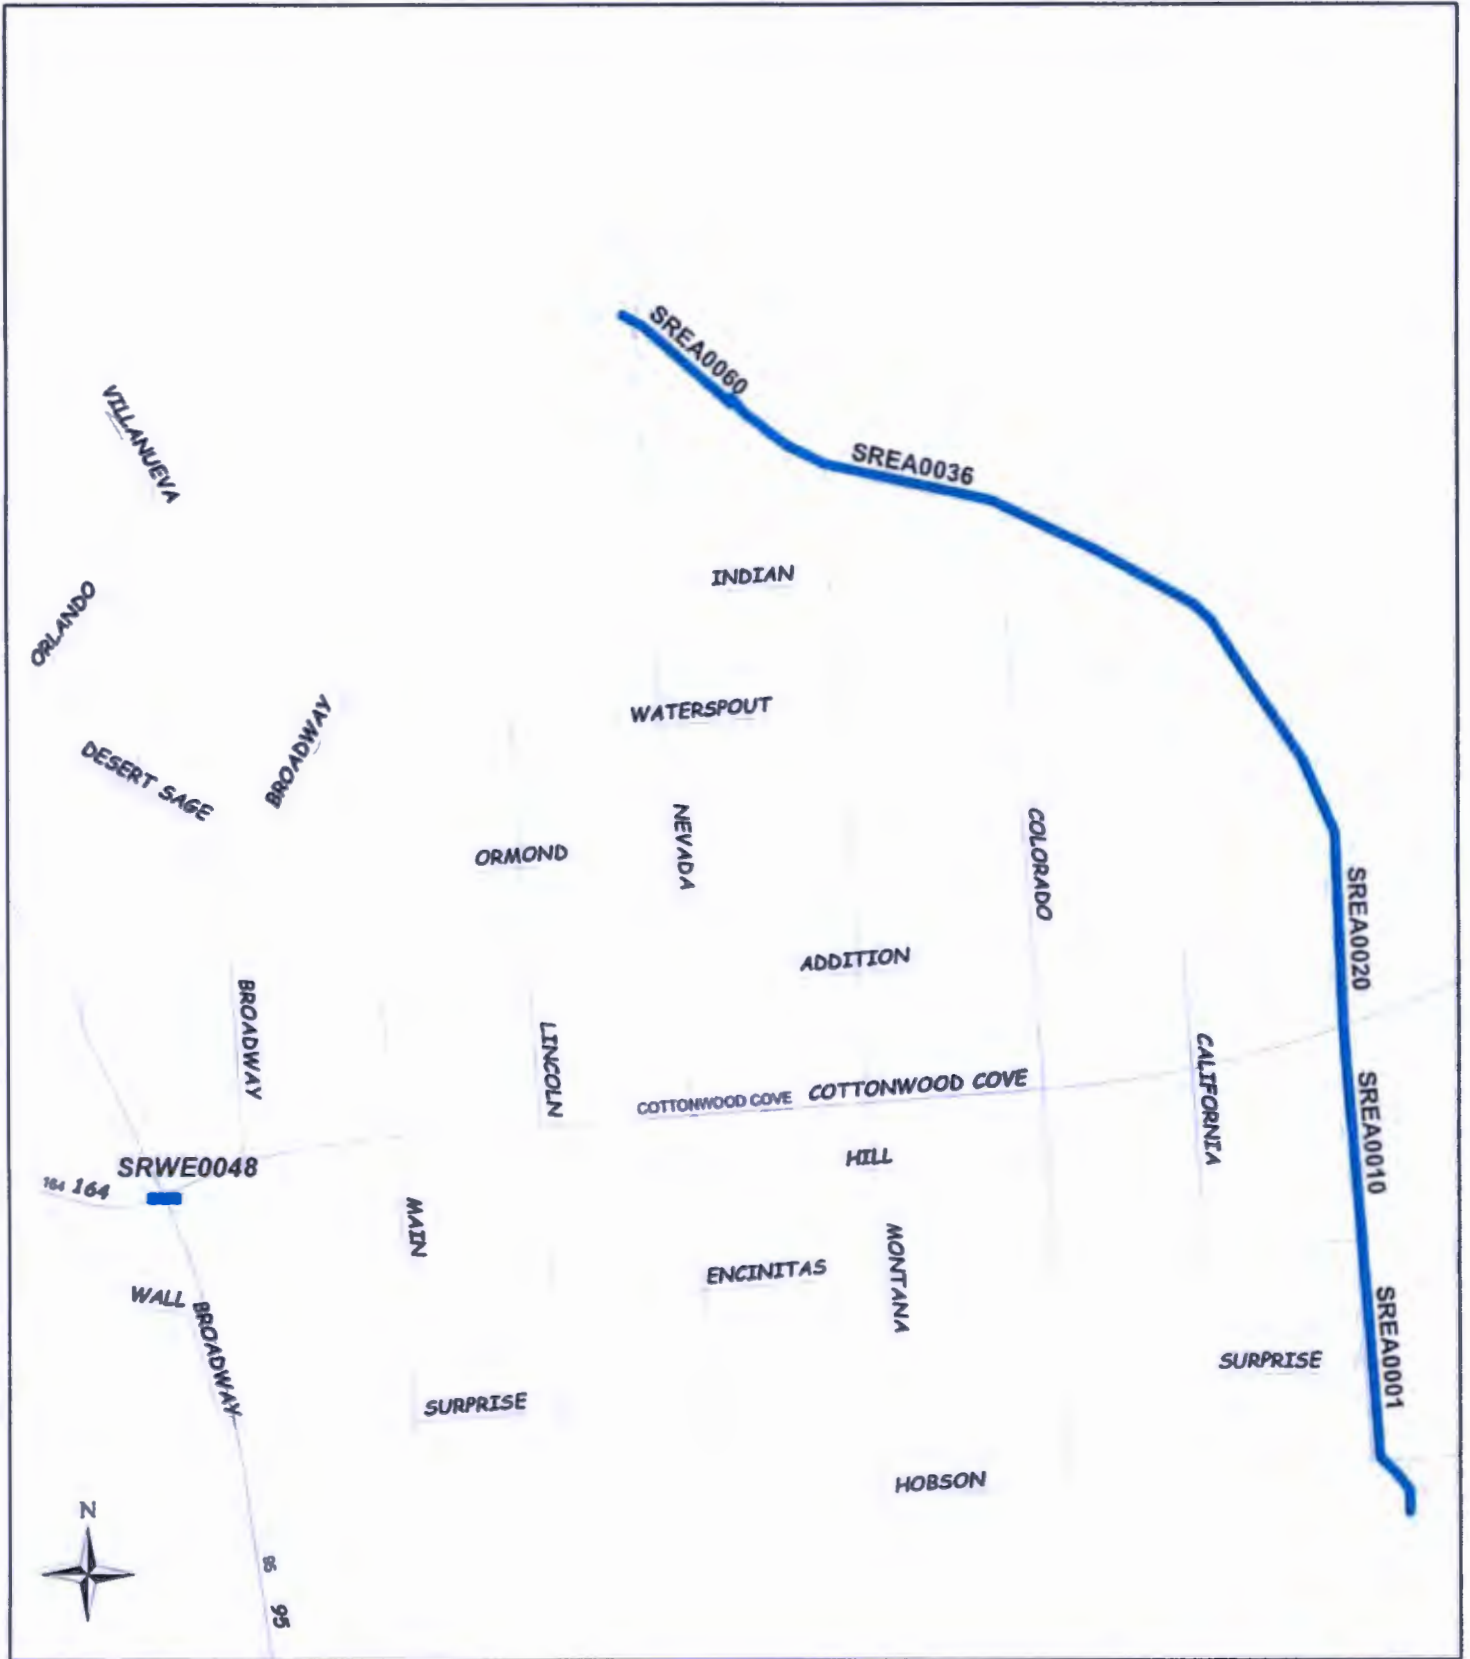 SREA0060
VILLANUEVA
SREA0036
INDIAN
ORLANDO
WATERSPOUT
BROADWAY
DESERT SAGE
NEVADA
COLORADO
ORMOND
SREA0020
ADDITION
BROADWAY
LINCOLN
CALIFORNIA
COTTONWOOD COVE COTTONWOOD COVE
SREA0010
HILL
SRWE0048
164 164
MAIN
MONTANA
ENCINITAS
WALL
BROADWAY
SREA0001
SURPRISE
SURPRISE
HOBSON
N
95
95